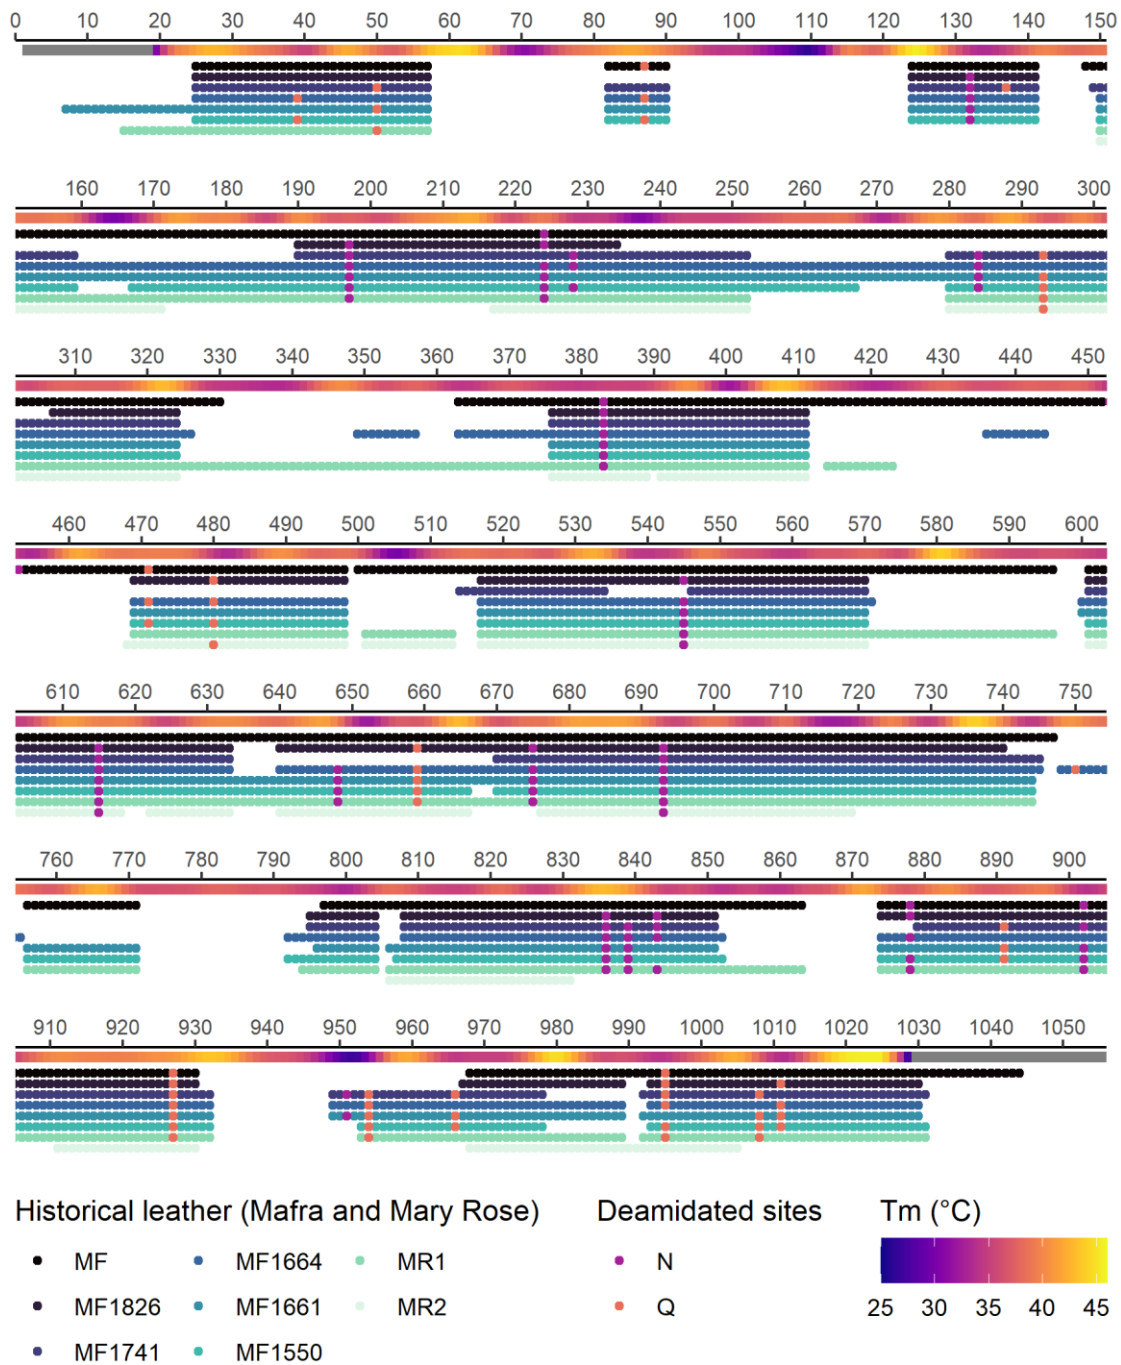 0 10 20 30 40 50 60 70 80 90 100 110 120 130 140 150
160 170 180 190 200 210 220 230 240 250 260 270 280 290 300
310 320 330 340 350 360 370 380 390 400 410 420 430 440 450
460 470 480 490 500 510 520 530 540 550 560 570 580 590 600
610 620 630 640 650 660 670 680 690 700 710 720 730 740 750
760 770 780 790 800 810 820 830 840 850 860 870 880 890 900
910 920 930 940 950 960 970 980 990 1000 1010 1020 1030 1040 1050
Historical leather (Mafra and Mary Rose) Deamidated sites Tm (°C)
MF MF1664 MR1 N
MF1826 MF1661 MR2 Q 25 30 35 40 45
MF1741 MF1550